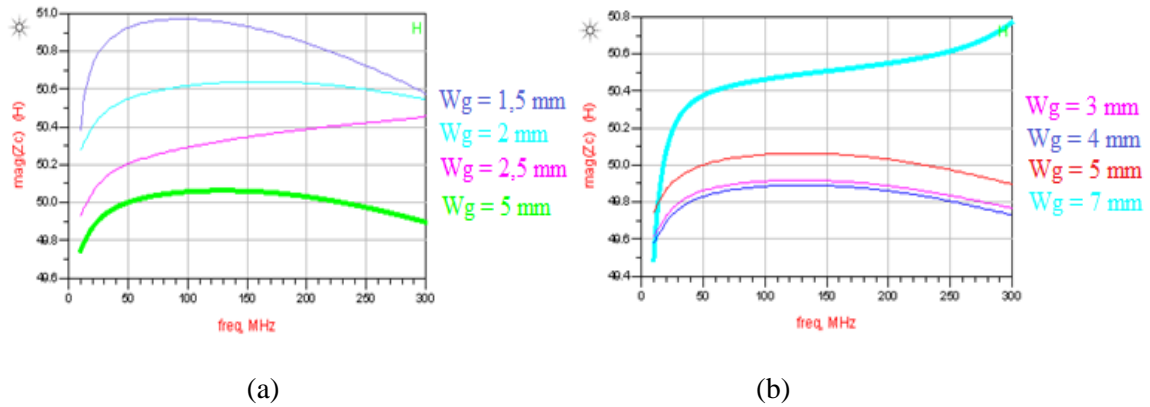 51.0
50.8
50.6
50.4
50.2
50.0
49.8
49.6
mag(Zc) (H)
H
0 50 100 150 200 250 300
freq, MHz
Wg = 1,5 mm
Wg = 2 mm
Wg = 2,5 mm
Wg = 5 mm
(a)
50.8
50.6
50.4
50.2
50.0
49.8
49.6
49.4
mag(Zc) (H)
H
0 50 100 150 200 250 300
freq, MHz
Wg = 3 mm
Wg = 4 mm
Wg = 5 mm
Wg = 7 mm
(b)